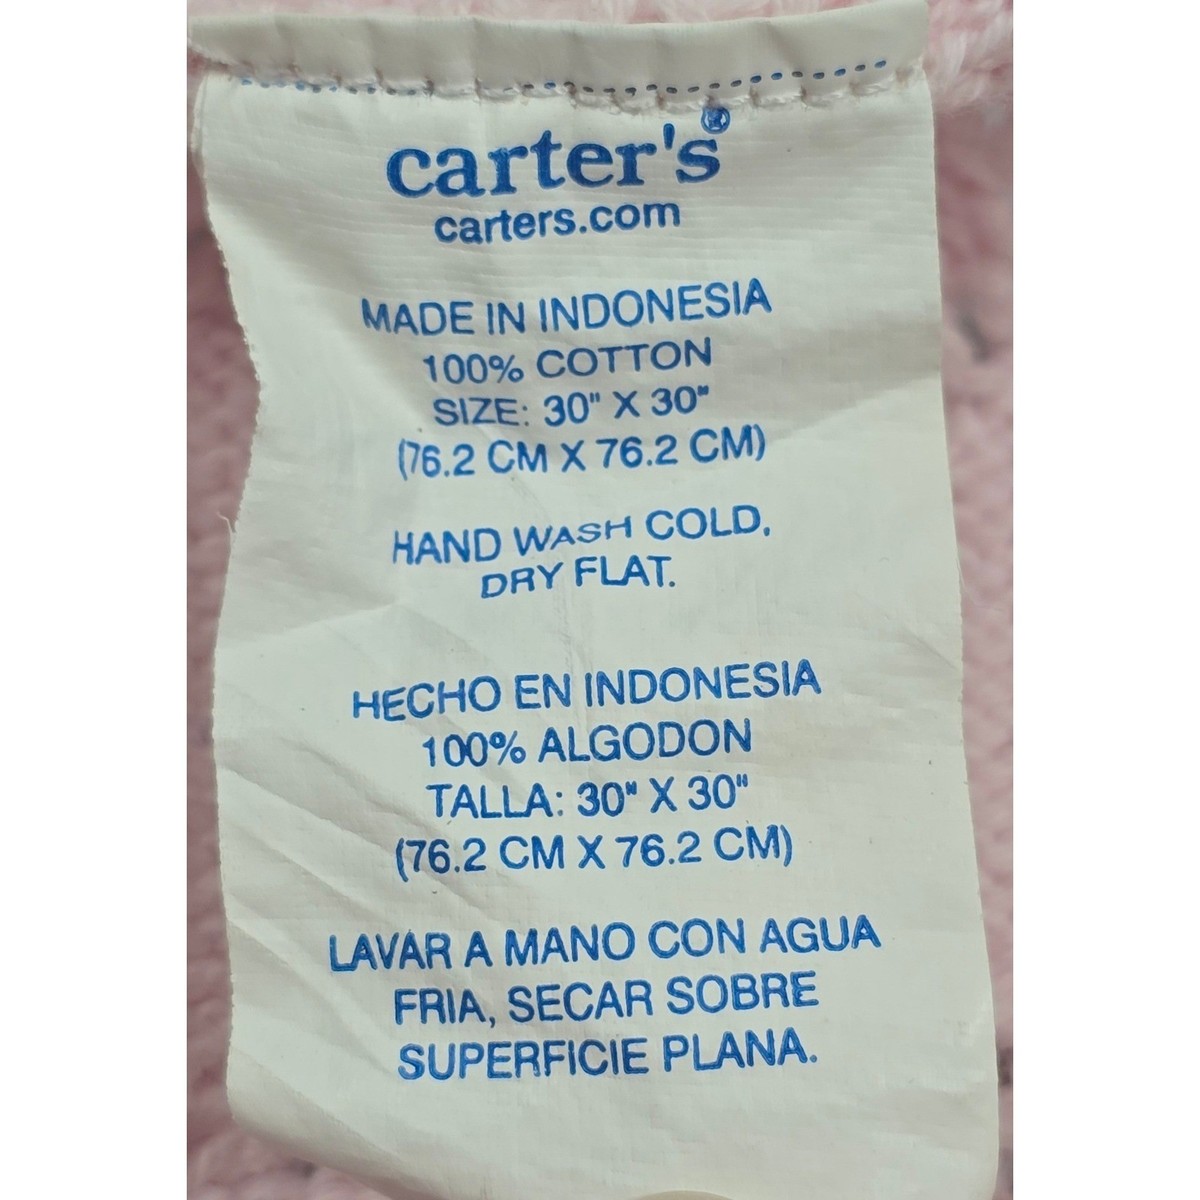 carter's®
carters.com
MADE IN INDONESIA
100% COTTON
SIZE: 30" X 30"
(76.2 CM X 76.2 CM)
HAND WASH COLD,
DRY FLAT.
HECHO EN INDONESIA
100% ALGODON
TALLA: 30" X 30"
(76.2 CM X 76.2 CM)
LAVAR A MANO CON AGUA
FRIA, SECAR SOBRE
SUPERFICIE PLANA.